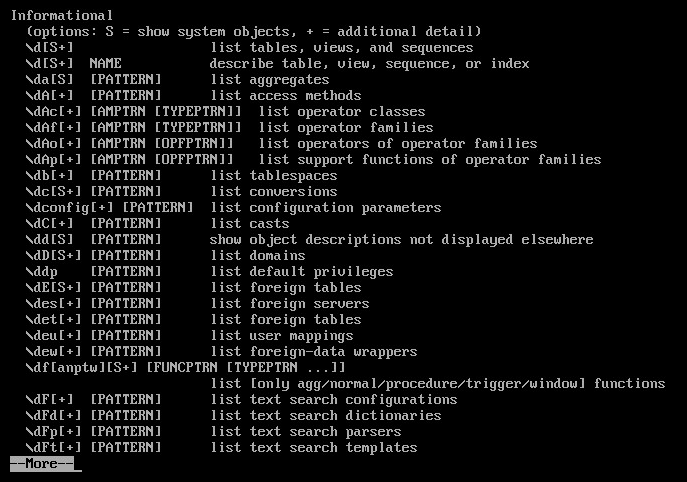 Informational
  (options: S = show system objects, + = additional detail)
  \d[S+]                 list tables, views, and sequences
  \d[S+]  NAME           describe table, view, sequence, or index
  \da[S]  [PATTERN]      list aggregates
  \dA[+]  [PATTERN]      list access methods
  \dAc[+] [AMPTRN [TYPEPTRN]]  list operator classes
  \dAf[+] [AMPTRN [TYPEPTRN]]  list operator families
  \dAo[+] [AMPTRN [OPFPTRN]]   list operators of operator families
  \dAp[+] [AMPTRN [OPFPTRN]]   list support functions of operator families
  \db[+]  [PATTERN]      list tablespaces
  \dc[S+] [PATTERN]      list conversions
  \dconfig[+] [PATTERN]  list configuration parameters
  \dC[+]  [PATTERN]      list casts
  \dd[S]  [PATTERN]      show object descriptions not displayed elsewhere
  \dD[S+] [PATTERN]      list domains
  \ddp    [PATTERN]      list default privileges
  \dE[S+] [PATTERN]      list foreign tables
  \des[+] [PATTERN]      list foreign servers
  \det[+] [PATTERN]      list foreign tables
  \deu[+] [PATTERN]      list user mappings
  \dew[+] [PATTERN]      list foreign-data wrappers
  \df[anptw][S+] [FUNCPTRN [TYPEPTRN ...]]
                         list [only agg/normal/procedure/trigger/window] functions
  \dF[+]  [PATTERN]      list text search configurations
  \dFd[+] [PATTERN]      list text search dictionaries
  \dFp[+] [PATTERN]      list text search parsers
  \dFt[+] [PATTERN]      list text search templates
--More--_